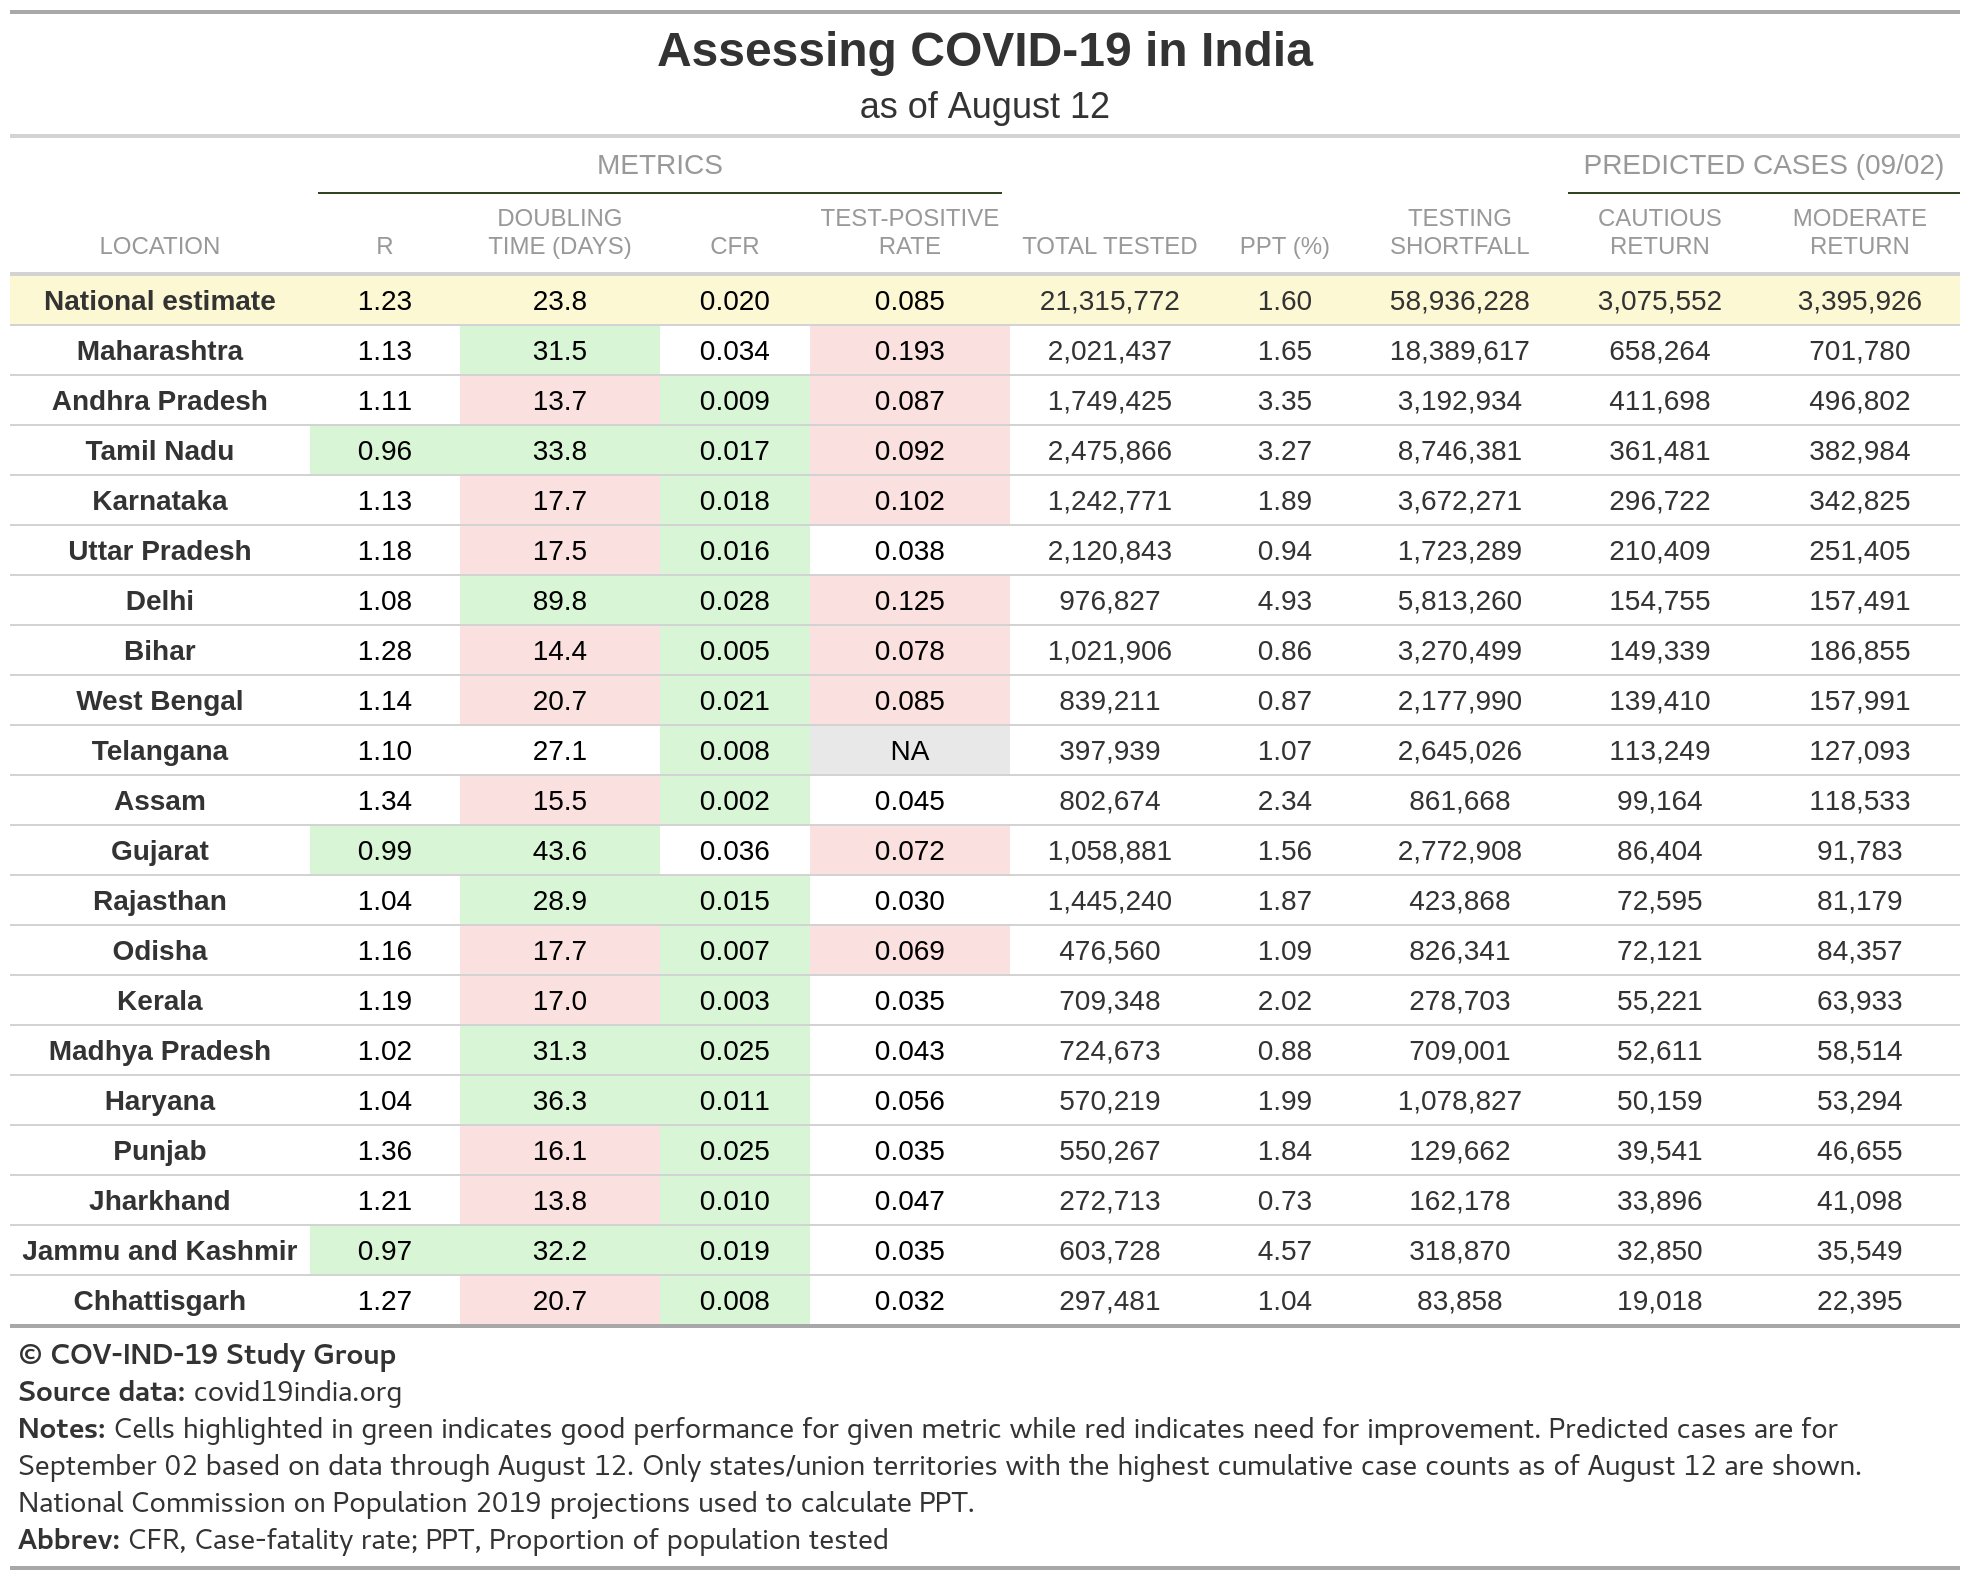 Assessing COVID-19 in India
as of August 12
METRICS PREDICTED CASES (09/02)
LOCATION R DOUBLING TIME (DAYS) CFR TEST-POSITIVE RATE TOTAL TESTED PPT (%) TESTING SHORTFALL CAUTIOUS RETURN MODERATE RETURN
National estimate 1.23 23.8 0.020 0.085 21,315,772 1.60 58,936,228 3,075,552 3,395,926
Maharashtra 1.13 31.5 0.034 0.193 2,021,437 1.65 18,389,617 658,264 701,780
Andhra Pradesh 1.11 13.7 0.009 0.087 1,749,425 3.35 3,192,934 411,698 496,802
Tamil Nadu 0.96 33.8 0.017 0.092 2,475,866 3.27 8,746,381 361,481 382,984
Karnataka 1.13 17.7 0.018 0.102 1,242,771 1.89 3,672,271 296,722 342,825
Uttar Pradesh 1.18 17.5 0.016 0.038 2,120,843 0.94 1,723,289 210,409 251,405
Delhi 1.08 89.8 0.028 0.125 976,827 4.93 5,813,260 154,755 157,491
Bihar 1.28 14.4 0.005 0.078 1,021,906 0.86 3,270,499 149,339 186,855
West Bengal 1.14 20.7 0.021 0.085 839,211 0.87 2,177,990 139,410 157,991
Telangana 1.10 27.1 0.008 NA 397,939 1.07 2,645,026 113,249 127,093
Assam 1.34 15.5 0.002 0.045 802,674 2.34 861,668 99,164 118,533
Gujarat 0.99 43.6 0.036 0.072 1,058,881 1.56 2,772,908 86,404 91,783
Rajasthan 1.04 28.9 0.015 0.030 1,445,240 1.87 423,868 72,595 81,179
Odisha 1.16 17.7 0.007 0.069 476,560 1.09 826,341 72,121 84,357
Kerala 1.19 17.0 0.003 0.035 709,348 2.02 278,703 55,221 63,933
Madhya Pradesh 1.02 31.3 0.025 0.043 724,673 0.88 709,001 52,611 58,514
Haryana 1.04 36.3 0.011 0.056 570,219 1.99 1,078,827 50,159 53,294
Punjab 1.36 16.1 0.025 0.035 550,267 1.84 129,662 39,541 46,655
Jharkhand 1.21 13.8 0.010 0.047 272,713 0.73 162,178 33,896 41,098
Jammu and Kashmir 0.97 32.2 0.019 0.035 603,728 4.57 318,870 32,850 35,549
Chhattisgarh 1.27 20.7 0.008 0.032 297,481 1.04 83,858 19,018 22,395
© COV-IND-19 Study Group
Source data: covid19india.org
Notes: Cells highlighted in green indicates good performance for given metric while red indicates need for improvement. Predicted cases are for
September 02 based on data through August 12. Only states/union territories with the highest cumulative case counts as of August 12 are shown.
National Commission on Population 2019 projections used to calculate PPT.
Abbrev: CFR, Case-fatality rate; PPT, Proportion of population tested